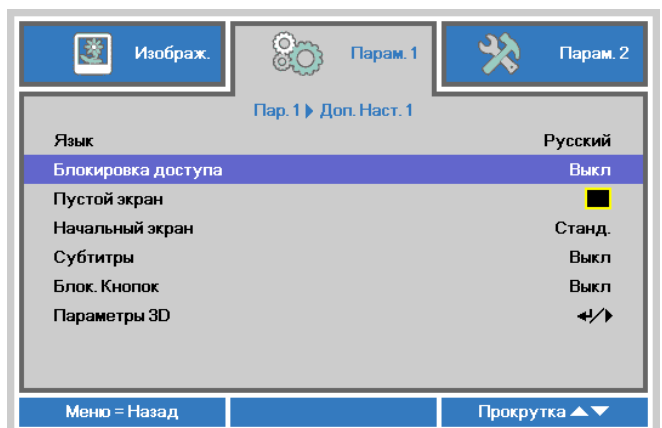 Изображ. Парам. 1 Парам. 2
Пар. 1 Доп. Наст. 1
Язык Русский
Блокировка доступа Выкл
Пустой экран
Начальный экран Станд.
Субтитры Выкл
Блок. Кнопок Выкл
Параметры 3D
Меню = Назад Прокрутка